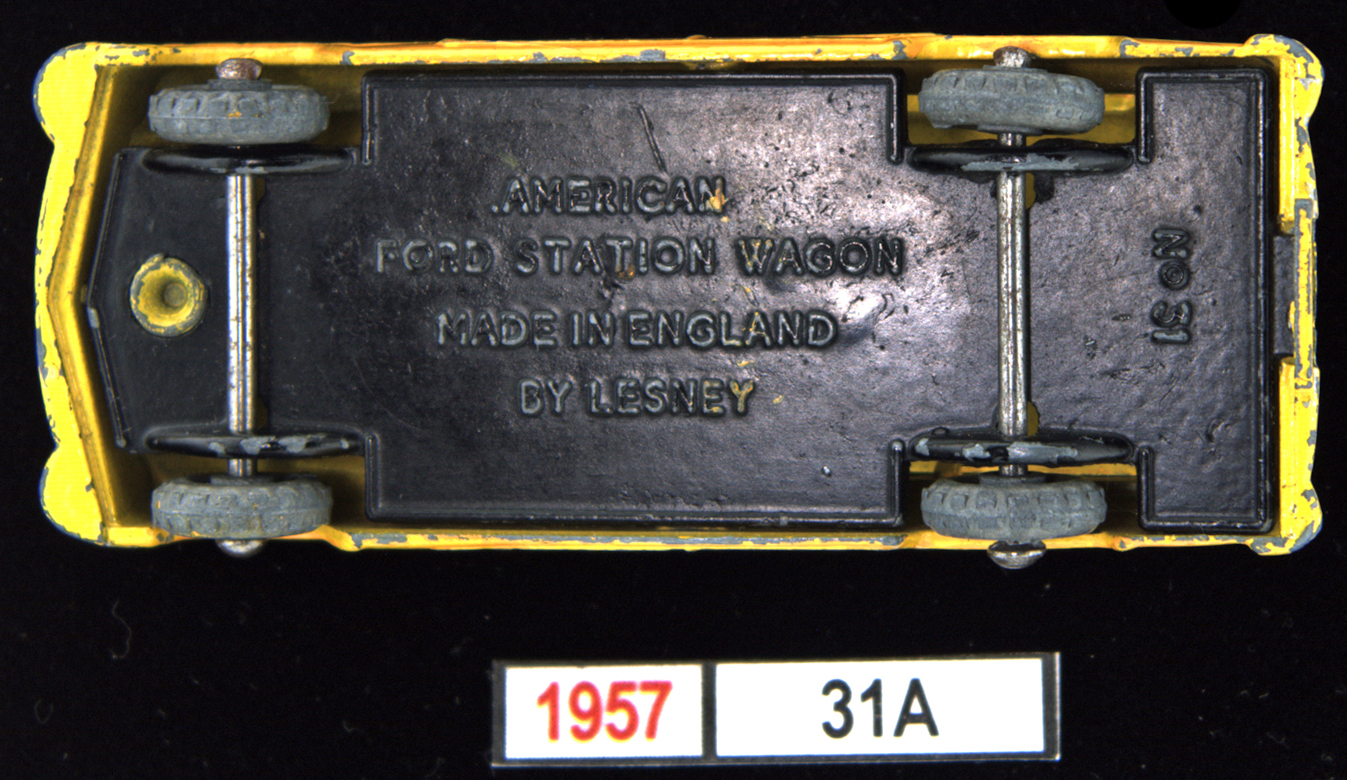 AMERICAN
FORD STATION WAGON
MADE IN ENGLAND
BY LESNEY
No 31
1957
31A